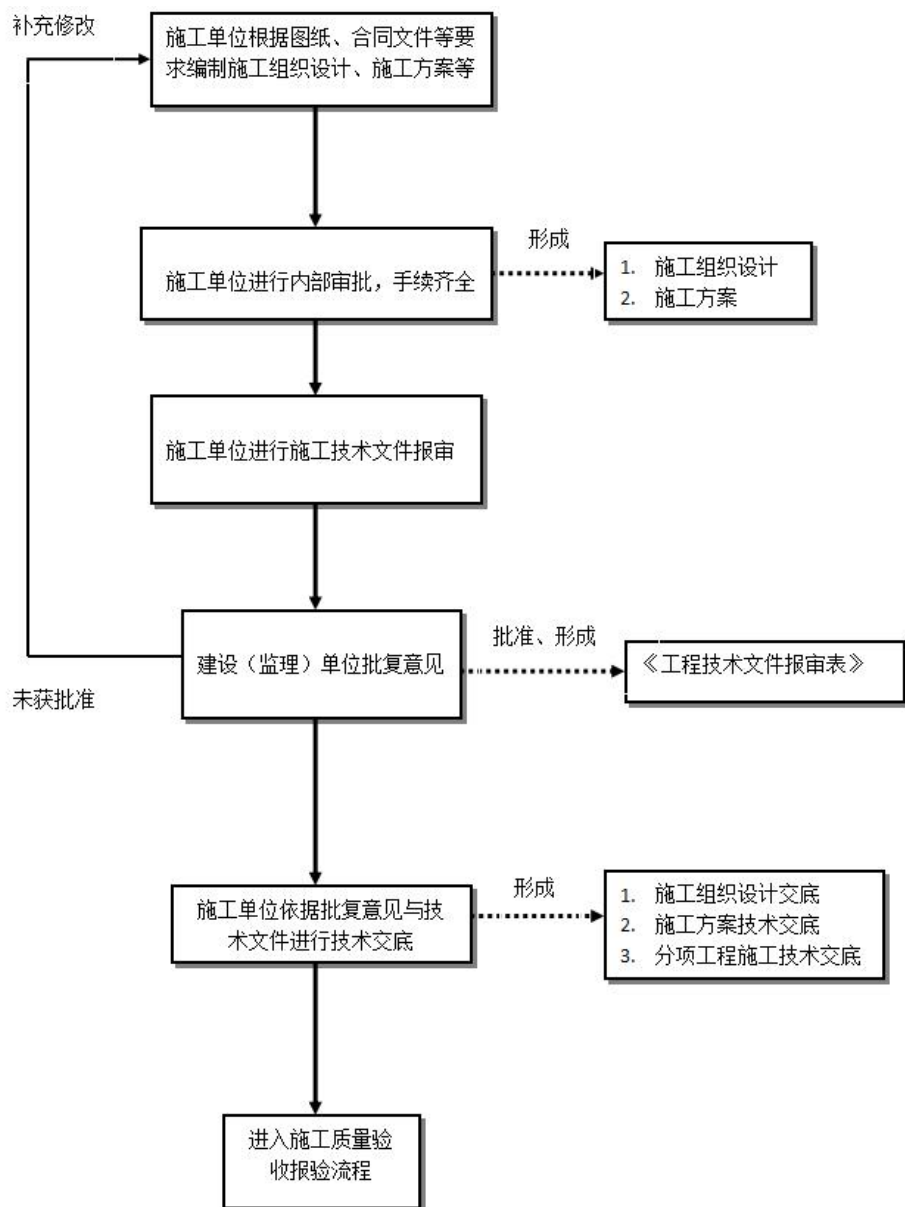 补充修改
施工单位根据图纸、合同文件等要
求编制施工组织设计、施工方案等
形成
施工单位进行内部审批，手续齐全
1. 施工组织设计
2. 施工方案
施工单位进行施工技术文件报审
批准、形成
建设（监理）单位批复意见
《工程技术文件报审表》
未获批准
形成
施工单位依据批复意见与技
术文件进行技术交底
1. 施工组织设计交底
2. 施工方案技术交底
3. 分项工程施工技术交底
进入施工质量验
收报验流程